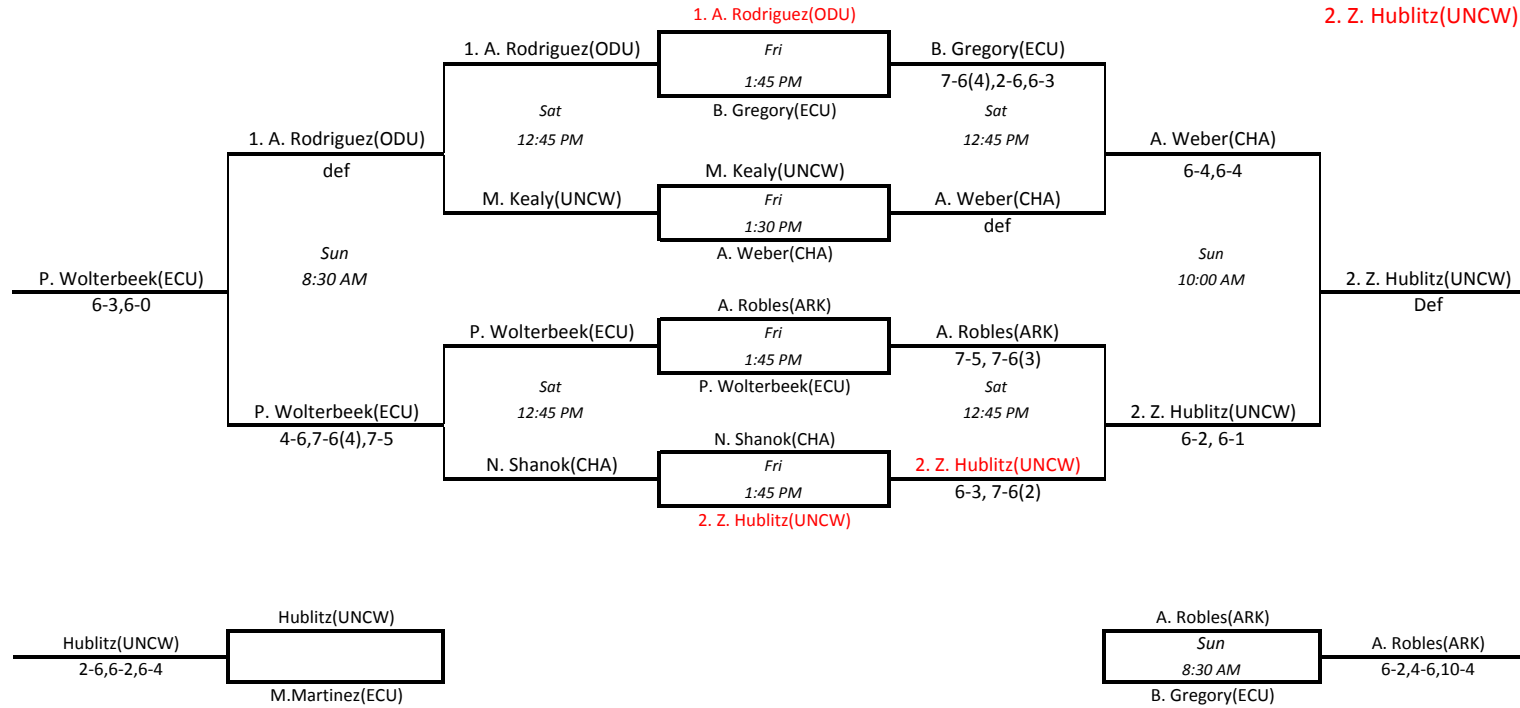 1. A. Rodriguez(ODU) 2. Z. Hublitz(UNCW)
1. A. Rodriguez(ODU) Fri B. Gregory(ECU)
1:45 PM 7-6(4),2-6,6-3
Sat B. Gregory(ECU) Sat
1. A. Rodriguez(ODU) 12:45 PM 12:45 PM A. Weber(CHA)
def M. Kealy(UNCW) 6-4,6-4
M. Kealy(UNCW) Fri A. Weber(CHA)
1:30 PM def
Sun A. Weber(CHA) Sun
P. Wolterbeek(ECU) 8:30 AM 10:00 AM 2. Z. Hublitz(UNCW)
6-3,6-0 A. Robles(ARK) Def
P. Wolterbeek(ECU) Fri A. Robles(ARK)
1:45 PM 7-5, 7-6(3)
Sat P. Wolterbeek(ECU) Sat
P. Wolterbeek(ECU) 12:45 PM 12:45 PM 2. Z. Hublitz(UNCW)
4-6,7-6(4),7-5 N. Shanok(CHA) 6-2, 6-1
N. Shanok(CHA) Fri 2. Z. Hublitz(UNCW)
1:45 PM 6-3, 7-6(2)
2. Z. Hublitz(UNCW)
Hublitz(UNCW) A. Robles(ARK)
Hublitz(UNCW) Sun A. Robles(ARK)
2-6,6-2,6-4 8:30 AM 6-2,4-6,10-4
M.Martinez(ECU) B. Gregory(ECU)